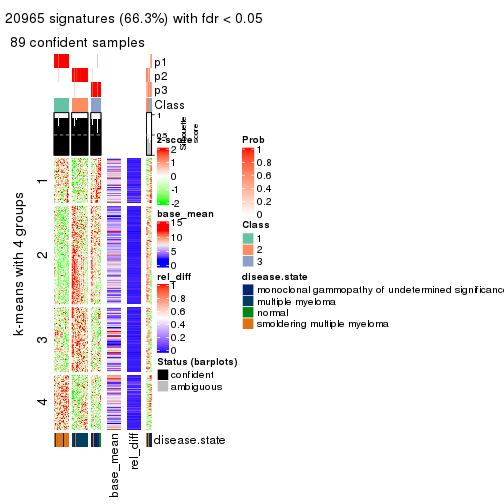 20965 signatures (66.3%) with fdr < 0.05
89 confident samples
p1
p2
p3
Class
1
0.5
0
Silhouette
score
k-means with 4 groups
1
2
3
4
z-score
2
1
0
-1
-2
base_mean
15
10
5
0
rel_diff
1
0.8
0.6
0.4
0.2
0
Status (barplots)
confident
ambiguous
Prob
1
0.8
0.6
0.4
0.2
0
Class
1
2
3
disease.state
monoclonal gammopathy of undetermined significance
multiple myeloma
normal
smoldering multiple myeloma
disease.state
base_mean
rel_diff